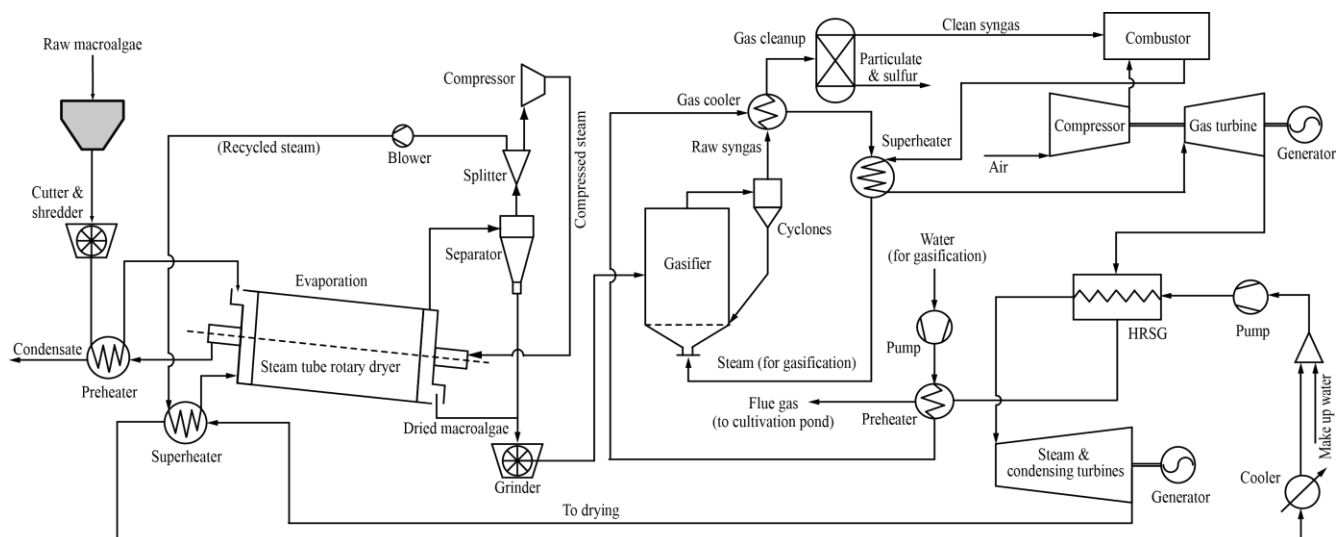 Raw macroalgae
Cutter &
shredder
Condensate
Preheater
Superheater
(Recycled steam)
Blower
Compressor
Splitter
Compressed steam
Separator
Evaporation
Steam tube rotary dryer
Dried macroalgae
Grinder
To drying
Gas cleanup
Clean syngas
Particulate
& sulfur
Gas cooler
Raw syngas
Cyclones
Gasifier
Steam (for gasification)
Superheater
Combustor
Compressor
Gas turbine
Generator
Air
Water
(for gasification)
Pump
Preheater
Flue gas
(to cultivation pond)
HRSG
Pump
Make up water
Cooler
Steam &
condensing turbines
Generator